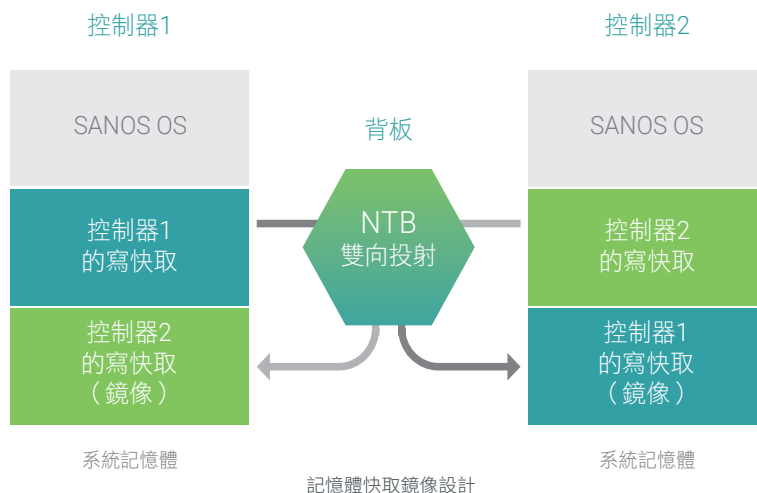 控制器1
控制器2
SANOS OS
背板
SANOS OS
控制器1
的寫快取
NTB
雙向投射
控制器2
的寫快取
控制器2
的寫快取
（鏡像）
控制器1
的寫快取
（鏡像）
系統記憶體
系統記憶體
記憶體快取鏡像設計